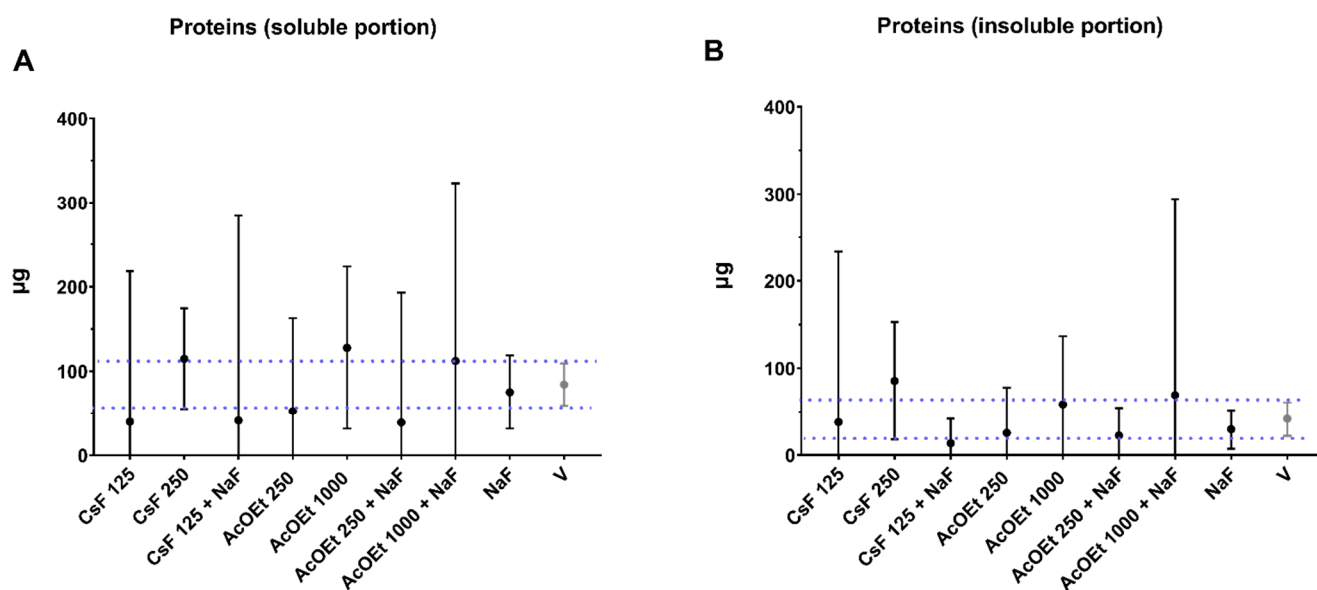 Proteins (soluble portion)
A
400
300
200
100
0
µg
CsF 125
CsF 250
CsF 125 + NaF
AcOEt 250
AcOEt 1000
AcOEt 250 + NaF
AcOEt 1000 + NaF
NaF
V
Proteins (insoluble portion)
B
400
300
200
100
0
µg
CsF 125
CsF 250
CsF 125 + NaF
AcOEt 250
AcOEt 1000
AcOEt 250 + NaF
AcOEt 1000 + NaF
NaF
V